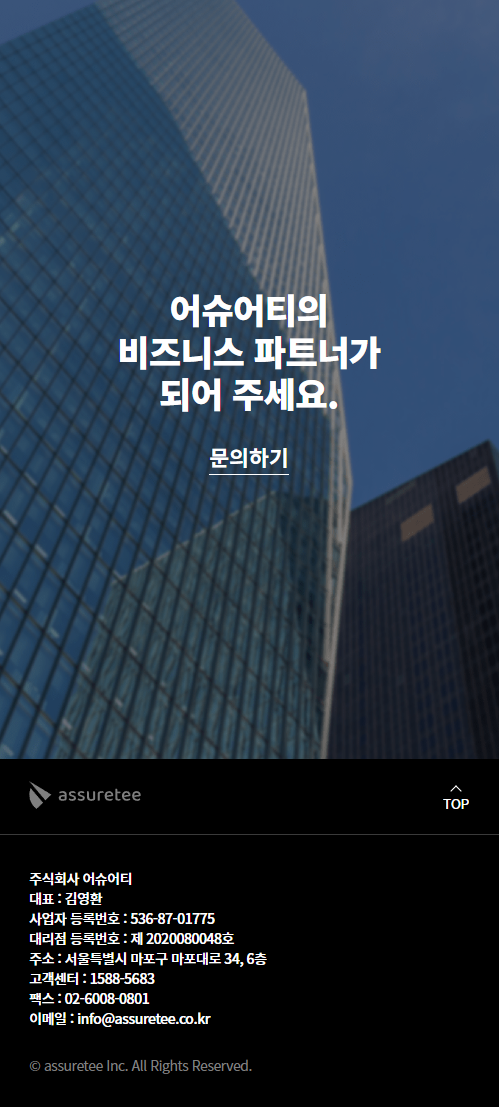 어슈어티의
비즈니스 파트너가
되어 주세요.
문의하기
assuretee
TOP
주식회사 어슈어티
대표 : 김영환
사업자 등록번호 : 536-87-01775
대리점 등록번호 : 제 2020080048호
주소 : 서울특별시 마포구 마포대로 34, 6층
고객센터 : 1588-5683
팩스 : 02-6008-0801
이메일 : info@assuretee.co.kr
© assuretee Inc. All Rights Reserved.